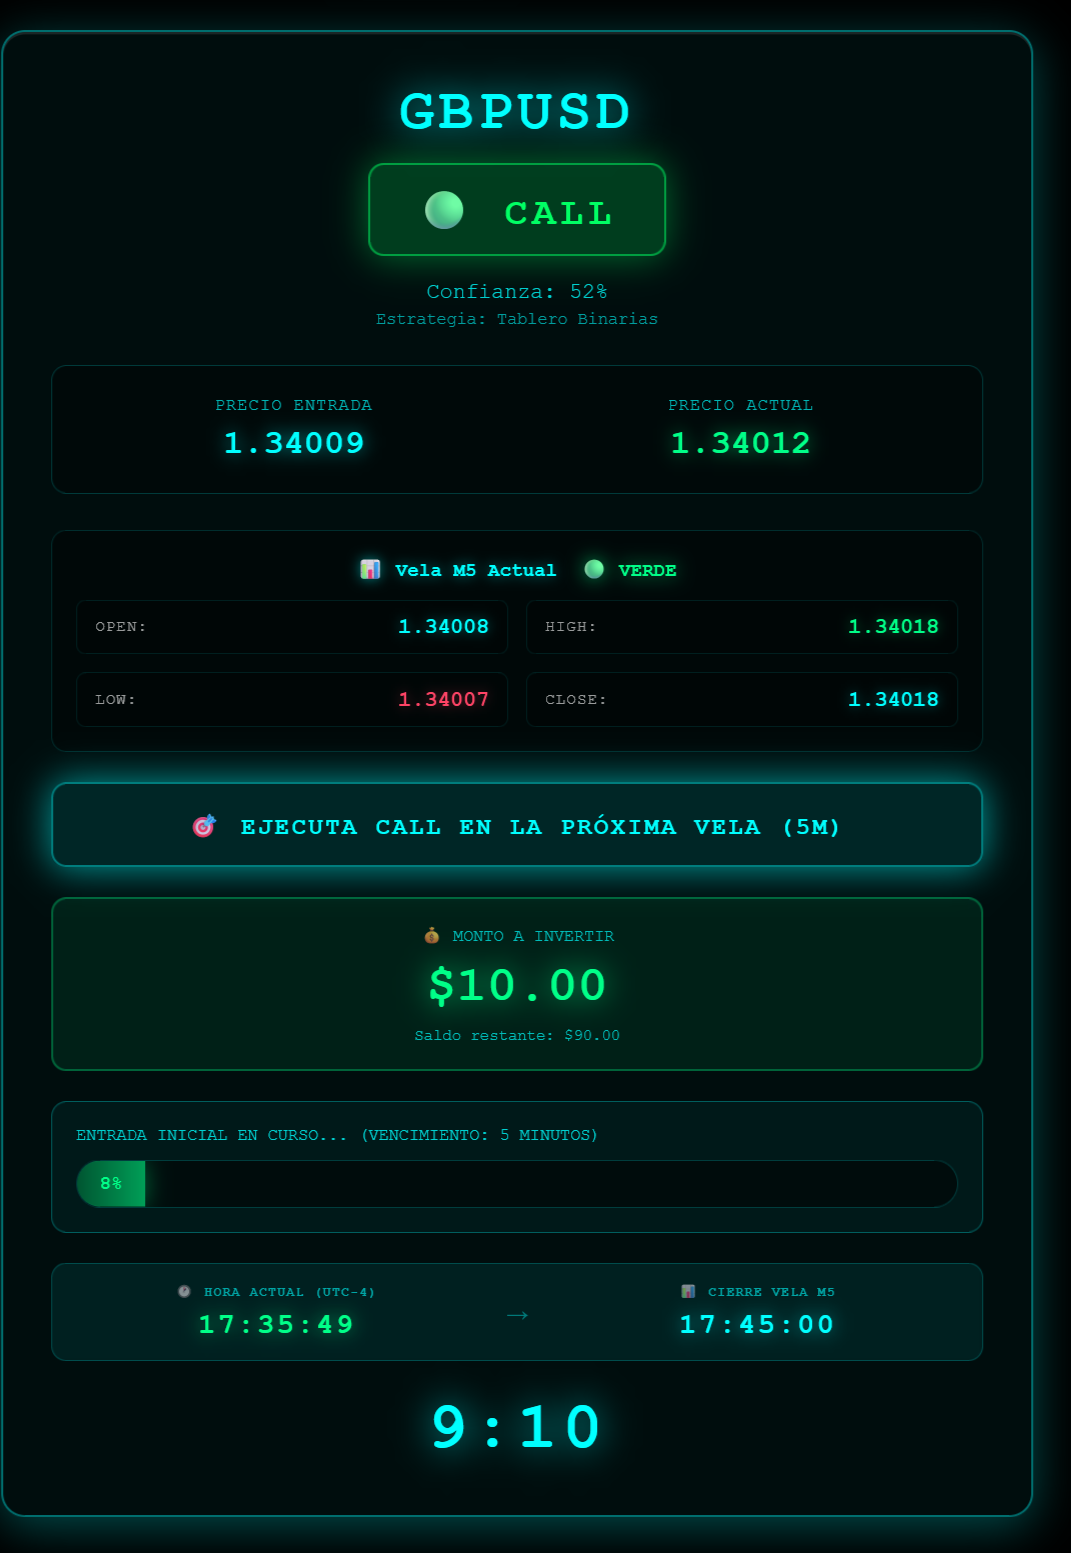 GBPUSD
CALL
Confianza: 52%
Estrategia: Tablero Binarias
PRECIO ENTRADA
1.34009
PRECIO ACTUAL
1.34012
Vela M5 Actual VERDE
OPEN: 1.34008
HIGH: 1.34018
LOW: 1.34007
CLOSE: 1.34018
EJECUTA CALL EN LA PRÓXIMA VELA (5M)
MONTO A INVERTIR
$10.00
Saldo restante: $90.00
ENTRADA INICIAL EN CURSO... (VENCIMIENTO: 5 MINUTOS)
8%
HORA ACTUAL (UTC-4)
17:35:49
→
CIERRE VELA M5
17:45:00
9:10